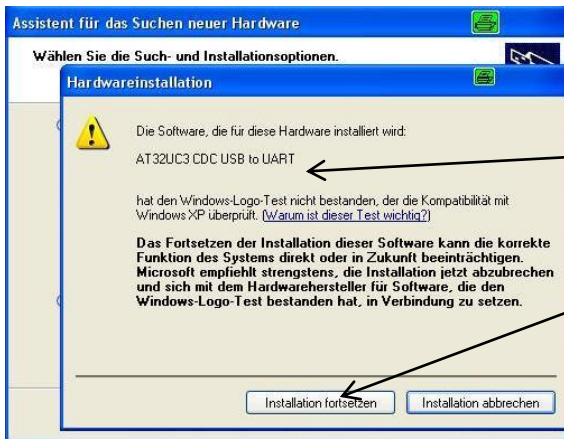 Assistent für das Suchen neuer Hardware
Wählen Sie die Such- und Installationsoptionen.
Hardwareinstallation
Die Software, die für diese Hardware installiert wird:
AT32UC3 CDC USB to UART
hat den Windows-Logo-Test nicht bestanden, der die Kompatibilität mit
Windows XP überprüft. (Warum ist dieser Test wichtig?)
Das Fortsetzen der Installation dieser Software kann die korrekte
Funktion des Systems direkt oder in Zukunft beeinträchtigen.
Microsoft empfiehlt strengstens, die Installation jetzt abzubrechen
und sich mit dem Hardwarehersteller für Software, die den
Windows-Logo-Test bestanden hat, in Verbindung zu setzen.
Installation fortsetzen Installation abbrechen